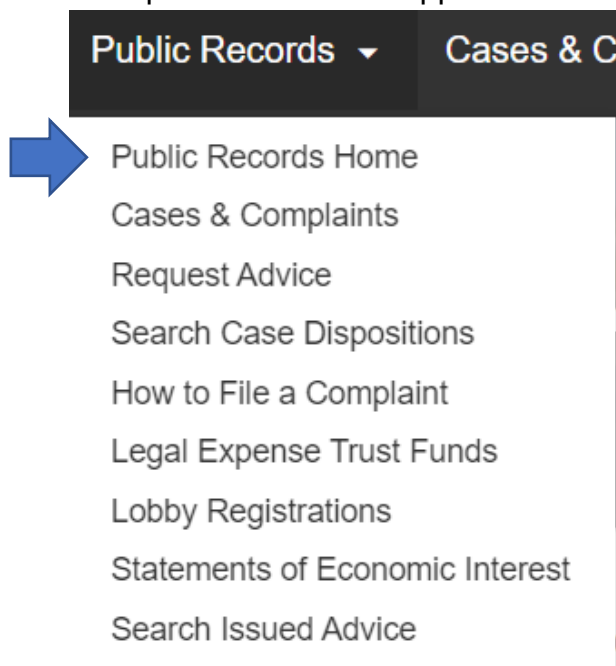 Public Records Cases & C
Public Records Home
Cases & Complaints
Request Advice
Search Case Dispositions
How to File a Complaint
Legal Expense Trust Funds
Lobby Registrations
Statements of Economic Interest
Search Issued Advice